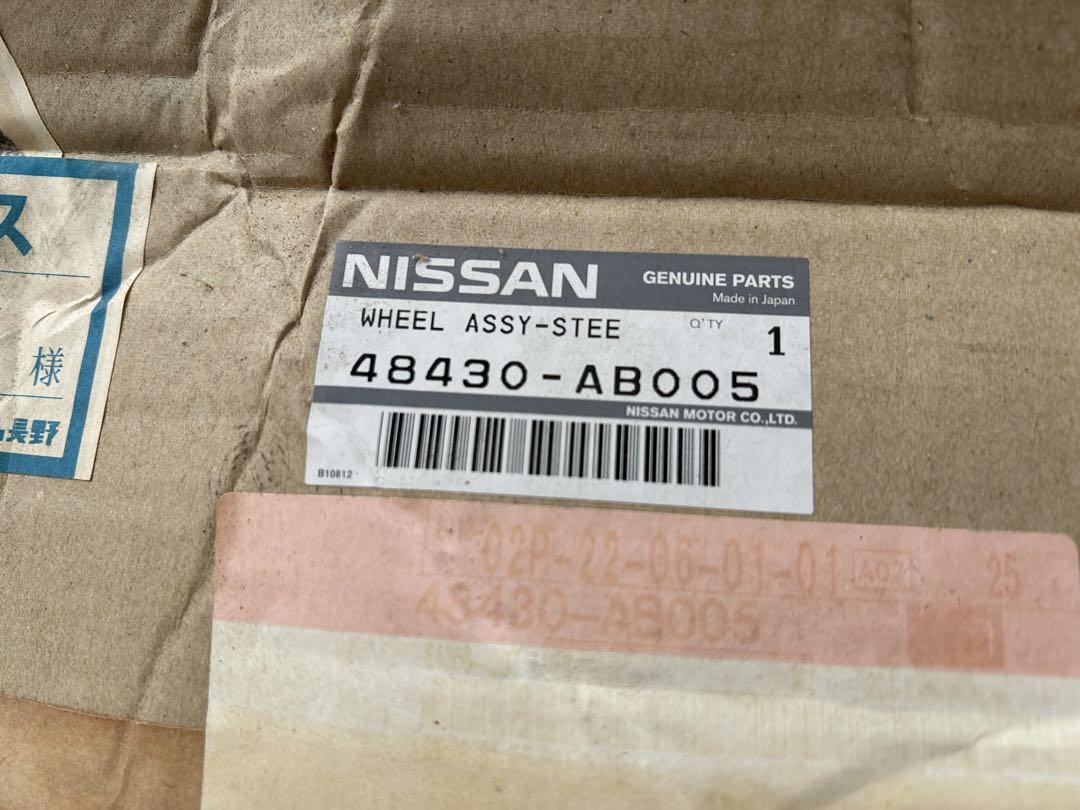 ス
様
長野
NISSAN GENUINE PARTS
Made in Japan
WHEEL ASSY-STEE Q'TY 1
48430-AB005
NISSAN MOTOR CO.,LTD.
B10812
02P-22-06-01-01 A07 25
48430-AB005